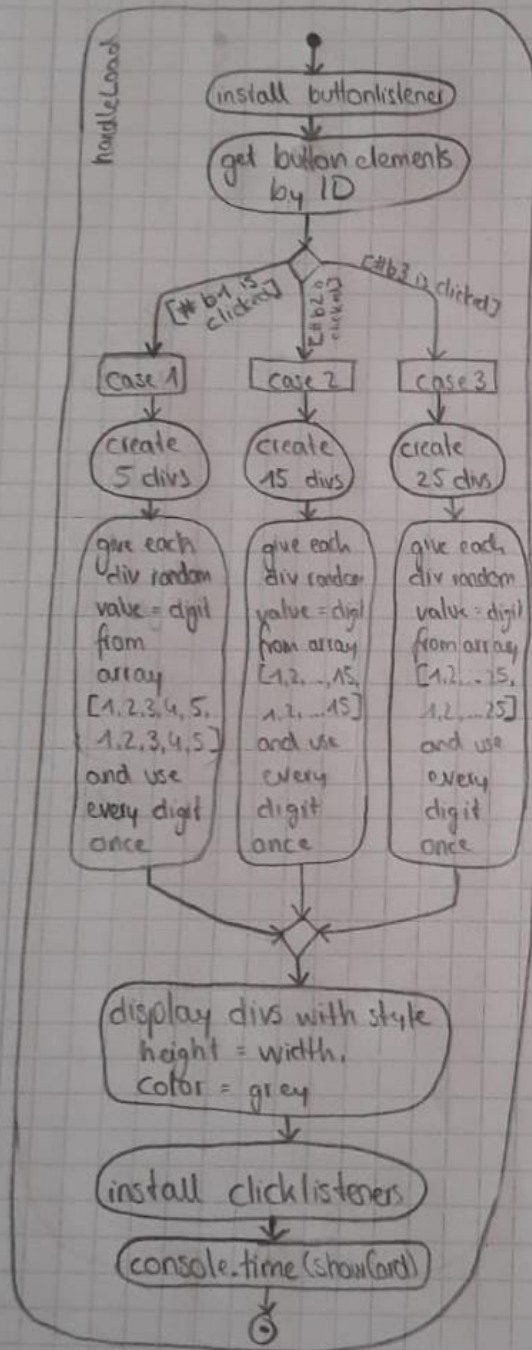 handleLoad
install buttonlistener
get button elements
by ID
[#b1 is
clicked]
[#b2 is
clicked]
[#b3 is clicked]
case 1
case 2
case 3
create
5 divs
create
15 divs
create
25 divs
give each
div random
value = digit
from
array
[1,2,3,4,5,
1,2,3,4,5]
and use
every digit
once
give each
div random
value = digit
from array
[1,2,..,15,
1,2,...15]
and use
every
digit
once
give each
div random
value = digit
from array
[1,2,..25,
1,2,...25]
and use
every
digit
once
display divs with style
height = width.
color = grey
install clicklisteners
console.time(showCard)